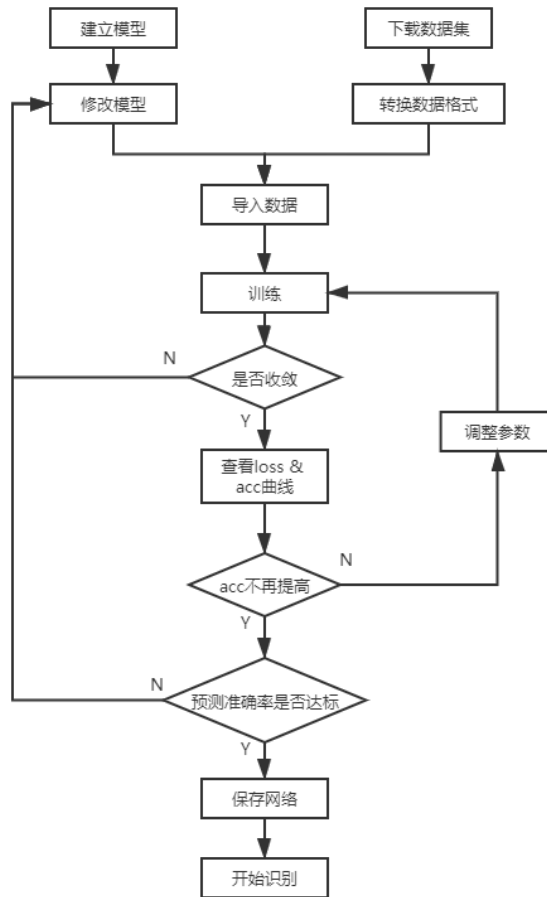 建立模型
下载数据集
修改模型
转换数据格式
导入数据
训练
N
是否收敛
Y
调整参数
查看loss &
acc曲线
N
acc不再提高
Y
N
预测准确率是否达标
Y
保存网络
开始识别